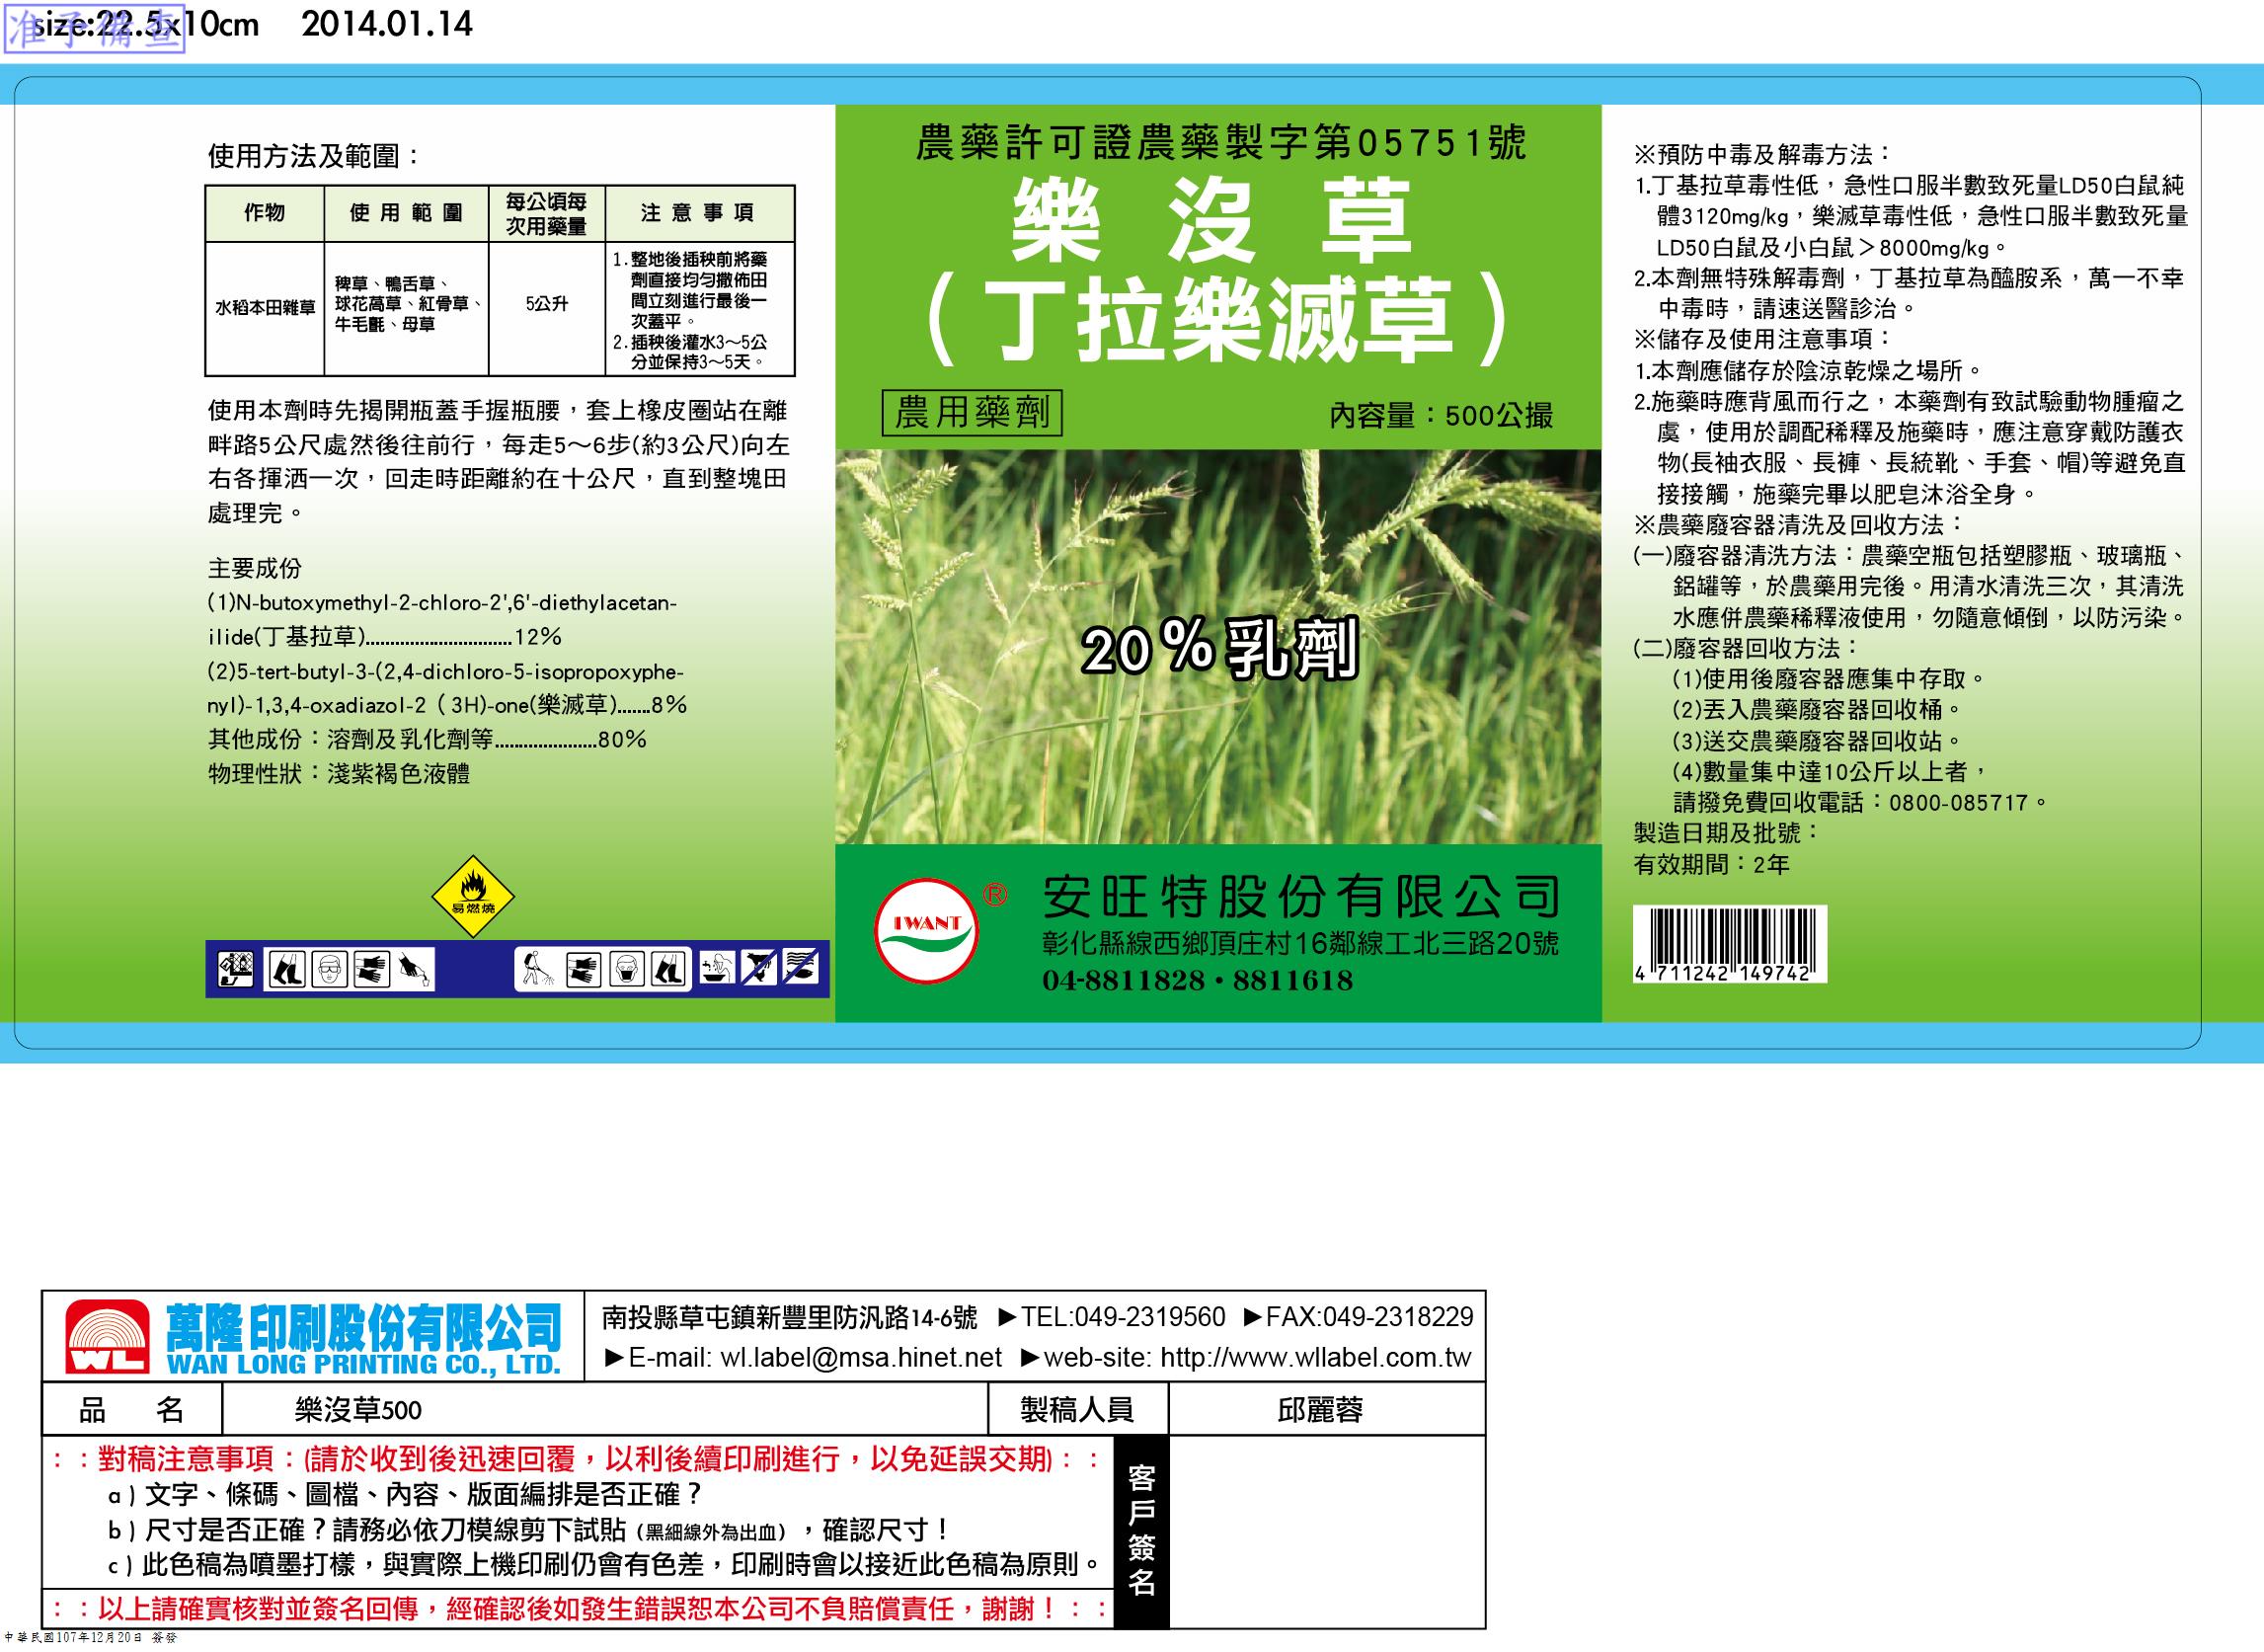 size:22.5x10cm 2014.01.14
准予備查
使用方法及範圍：
作物 使用範圍 每公頃每次用藥量 注意事項
水稻本田雜草
稗草、鴨舌草、
球花蒿草、紅骨草、
牛毛氈、母草
5公升
1.整地後插秧前將藥
劑直接均勻撒佈田
間立刻進行最後一
次蓋平。
2.插秧後灌水3～5公
分並保持3～5天。
使用本劑時先揭開瓶蓋手握瓶腰，套上橡皮圈站在離
畔路5公尺處然後往前行，每走5～6步(約3公尺)向左
右各揮洒一次，回走時距離約在十公尺，直到整塊田
處理完。
主要成份
(1)N-butoxymethyl-2-chloro-2',6'-diethylacetan-
ilide(丁基拉草)...........................12%
(2)5-tert-butyl-3-(2,4-dichloro-5-isopropoxyphe-
nyl)-1,3,4-oxadiazol-2（3H)-one(樂滅草)......8%
其他成份：溶劑及乳化劑等...................80%
物理性狀：淺紫褐色液體
易燃燒
農藥許可證農藥製字第05751號
樂沒草
(丁拉樂滅草)
農用藥劑
內容量：500公撮
20%乳劑
IWANT ®
安旺特股份有限公司
彰化縣線西鄉頂庄村16鄰線工北三路20號
04-8811828・8811618
※預防中毒及解毒方法：
1.丁基拉草毒性低，急性口服半數致死量LD50白鼠純
體3120mg/kg，樂滅草毒性低，急性口服半數致死量
LD50白鼠及小白鼠＞8000mg/kg。
2.本劑無特殊解毒劑，丁基拉草為醯胺系，萬一不幸
中毒時，請速送醫診治。
※儲存及使用注意事項：
1.本劑應儲存於陰涼乾燥之場所。
2.施藥時應背風而行之，本藥劑有致試驗動物腫瘤之
虞，使用於調配稀釋及施藥時，應注意穿戴防護衣
物(長袖衣服、長褲、長統靴、手套、帽)等避免直
接接觸，施藥完畢以肥皂沐浴全身。
※農藥廢容器清洗及回收方法：
(一)廢容器清洗方法：農藥空瓶包括塑膠瓶、玻璃瓶、
鋁罐等，於農藥用完後。用清水清洗三次，其清洗
水應併農藥稀釋液使用，勿隨意傾倒，以防污染。
(二)廢容器回收方法：
(1)使用後廢容器應集中存取。
(2)丟入農藥廢容器回收桶。
(3)送交農藥廢容器回收站。
(4)數量集中達10公斤以上者，
請撥免費回收電話：0800-085717。
製造日期及批號：
有效期間：2年
4 711242 149742
WL
萬隆印刷股份有限公司
WAN LONG PRINTING CO., LTD.
南投縣草屯鎮新豐里防汎路14-6號 ▶TEL:049-2319560 ▶FAX:049-2318229
▶E-mail: wl.label@msa.hinet.net ▶web-site: http://www.wllabel.com.tw
品名 樂沒草500 製稿人員 邱麗蓉
：：對稿注意事項：(請於收到後迅速回覆，以利後續印刷進行，以免延誤交期)：：
a）文字、條碼、圖檔、內容、版面編排是否正確？
b）尺寸是否正確？請務必依刀模線剪下試貼（黑細線外為出血），確認尺寸！
c）此色稿為噴墨打樣，與實際上機印刷仍會有色差，印刷時會以接近此色稿為原則。
：：以上請確實核對並簽名回傳，經確認後如發生錯誤恕本公司不負賠償責任，謝謝！：：
客戶簽名
中華民國107年12月20日 簽發